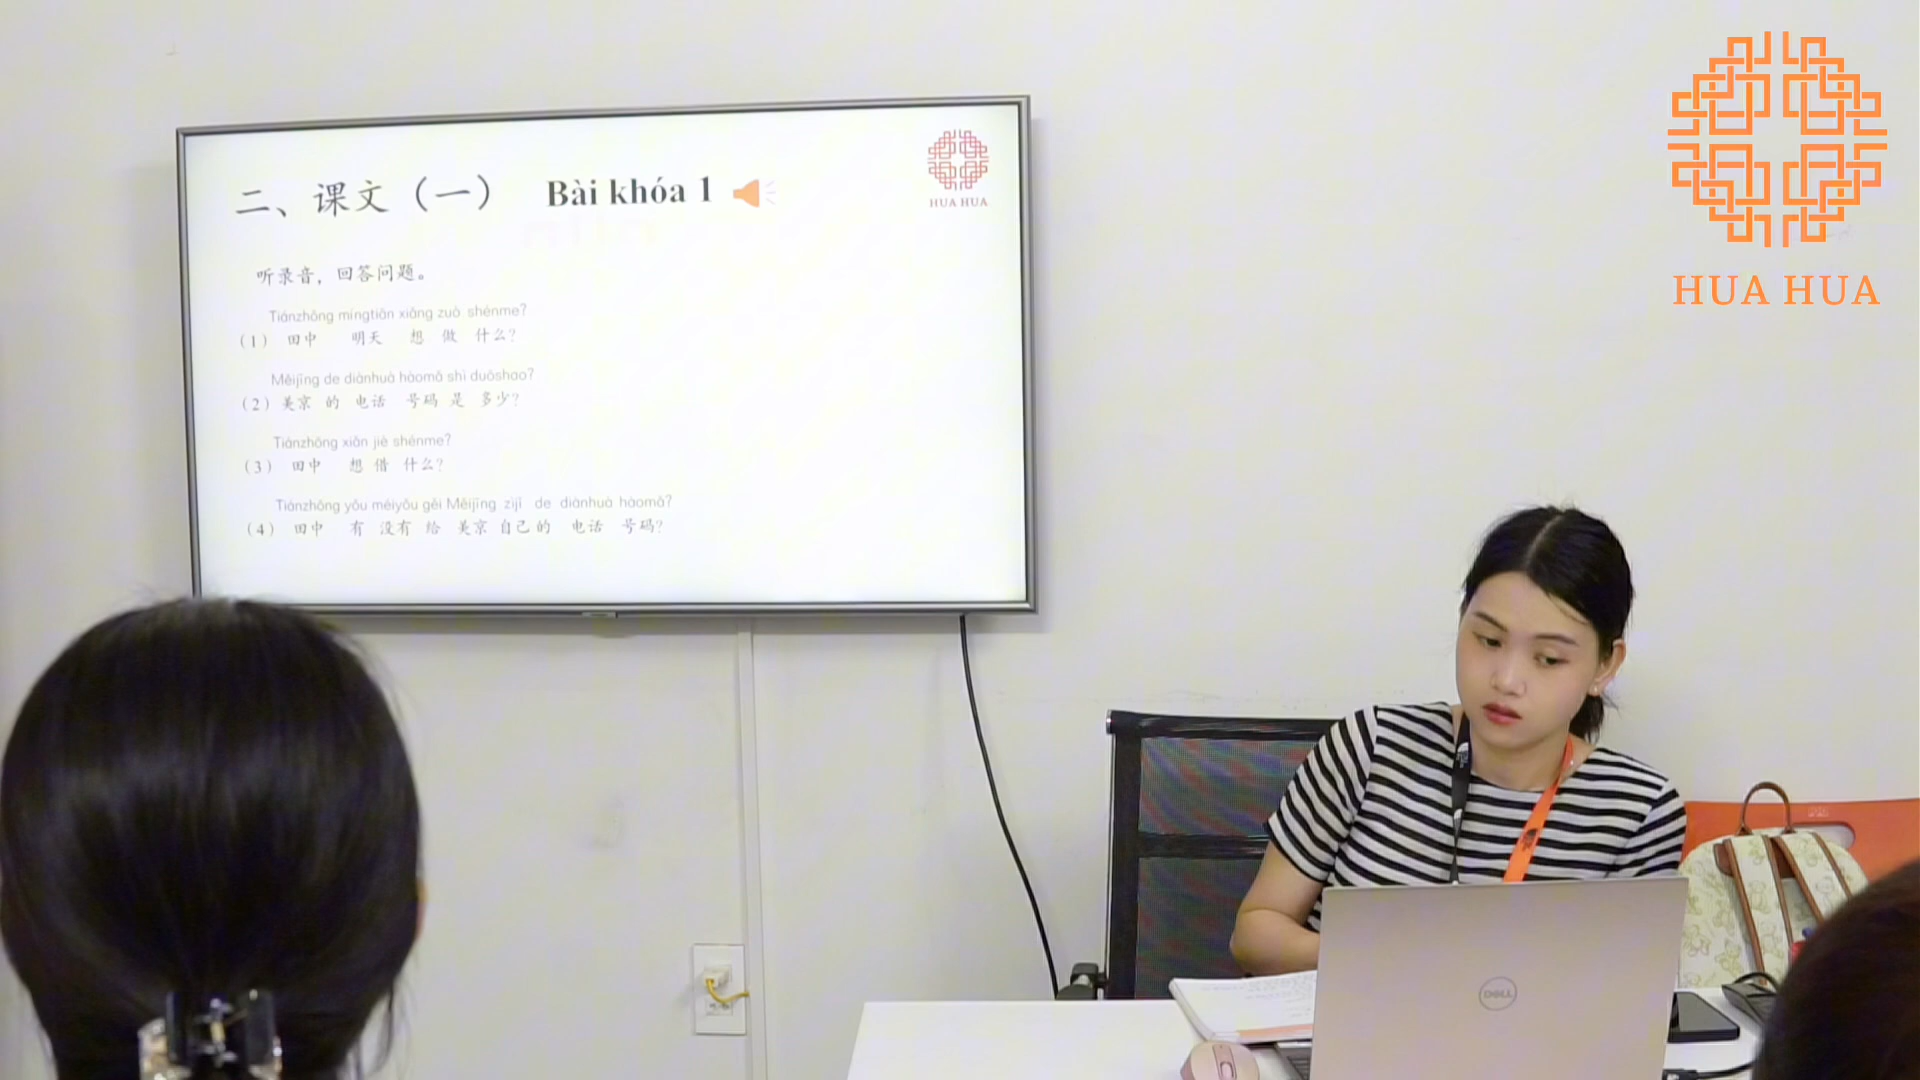 二、课文（一） Bài khóa 1
HUA HUA
听录音，回答问题。
Tiánzhōng míngtiān xiǎng zuò shénme?
（1） 田中 明天 想 做 什么？
Měijīng de diànhuà hàomǎ shì duōshao?
（2） 美京 的 电话 号码 是 多少？
Tiánzhōng xiǎn jiè shénme?
（3） 田中 想 借 什么？
Tiánzhōng yǒu méiyǒu gěi Měijīng zìjǐ de diànhuà hàomǎ?
（4） 田中 有 没有 给 美京 自己 的 电话 号码？
HUA HUA
DELL